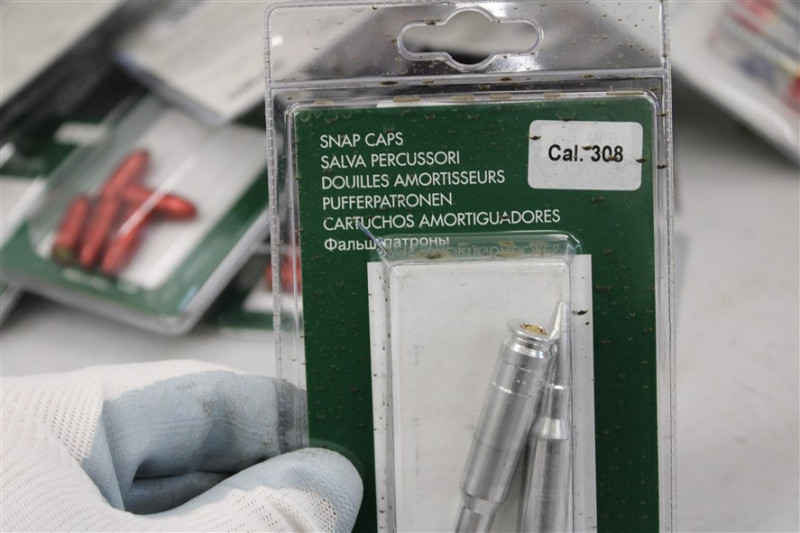 SNAP CAPS
SALVA PERCUSSORI
DOUILLES AMORTISSEURS
PUFFERPATRONEN
CARTUCHOS AMORTIGUADORES
Фальшпатроны
Cal. 308